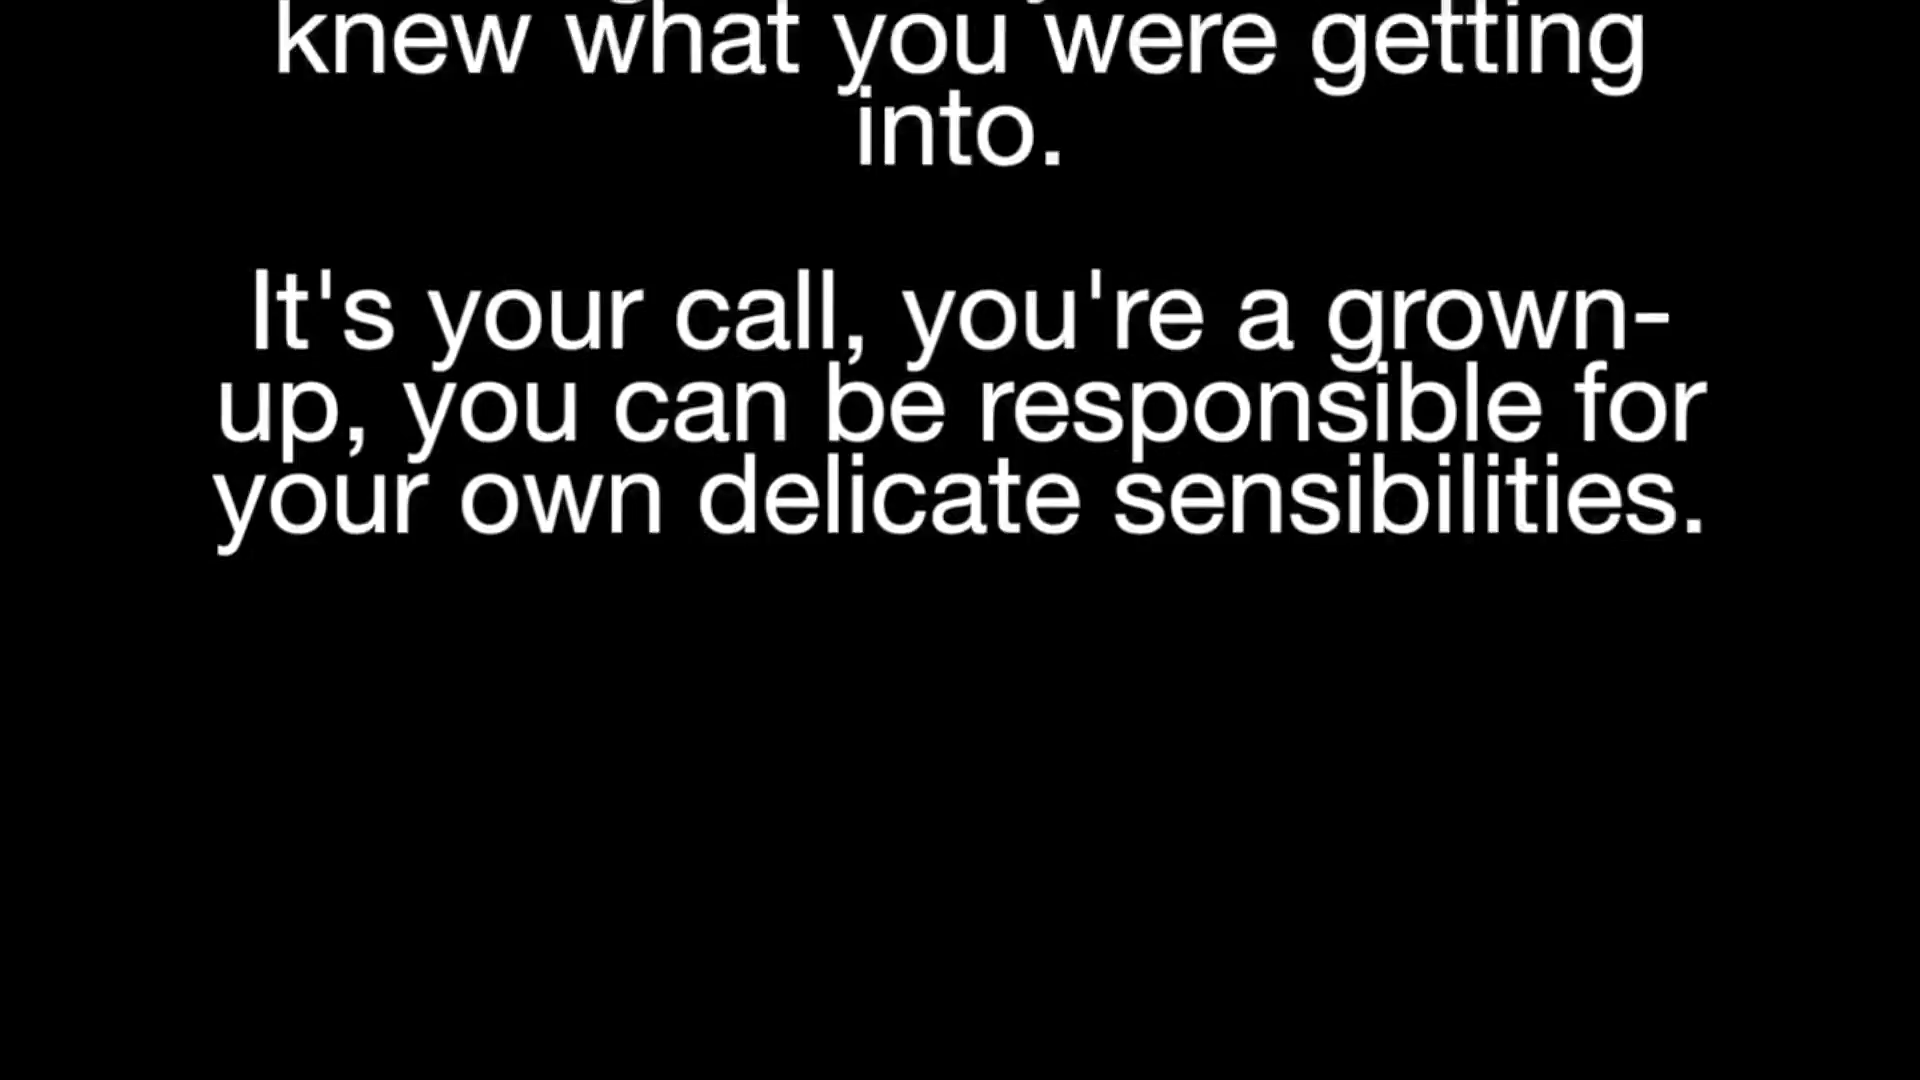 knew what you were getting
into.
It's your call, you're a grown-
up, you can be responsible for
your own delicate sensibilities.